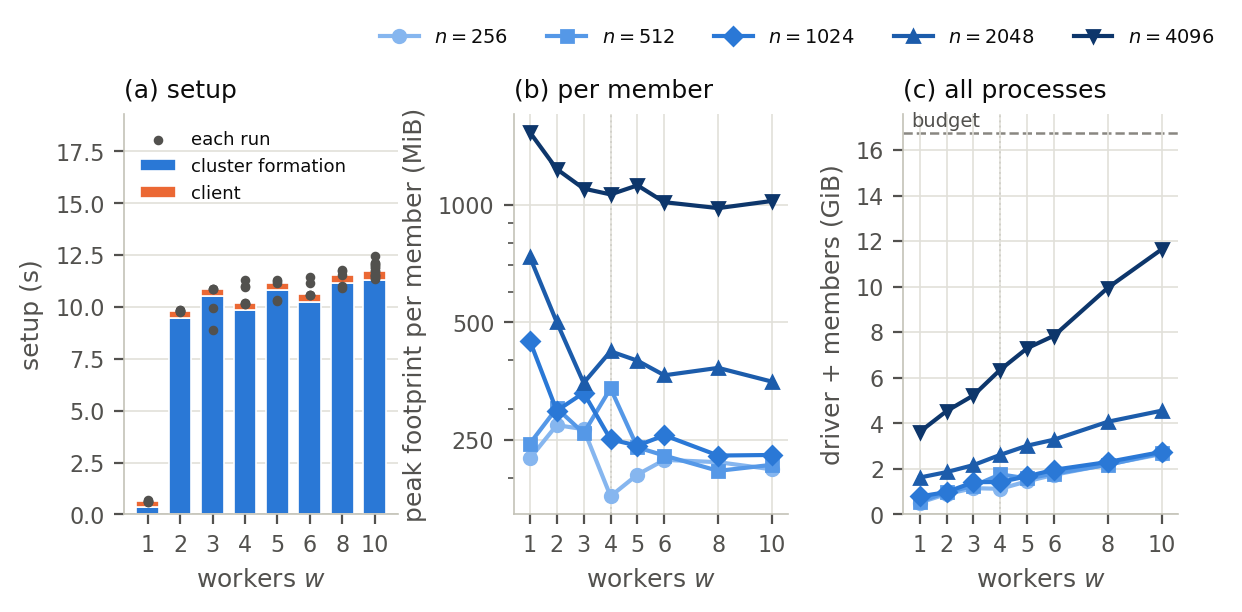 n = 256 n = 512 n = 1024 n = 2048 n = 4096
(a) setup
each run
cluster formation
client
setup (s)
17.5
15.0
12.5
10.0
7.5
5.0
2.5
0.0
1 2 3 4 5 6 8 10
workers w
(b) per member
peak footprint per member (MiB)
1000
500
250
1 2 3 4 5 6 8 10
workers w
(c) all processes
budget
driver + members (GiB)
16
14
12
10
8
6
4
2
0
1 2 3 4 5 6 8 10
workers w